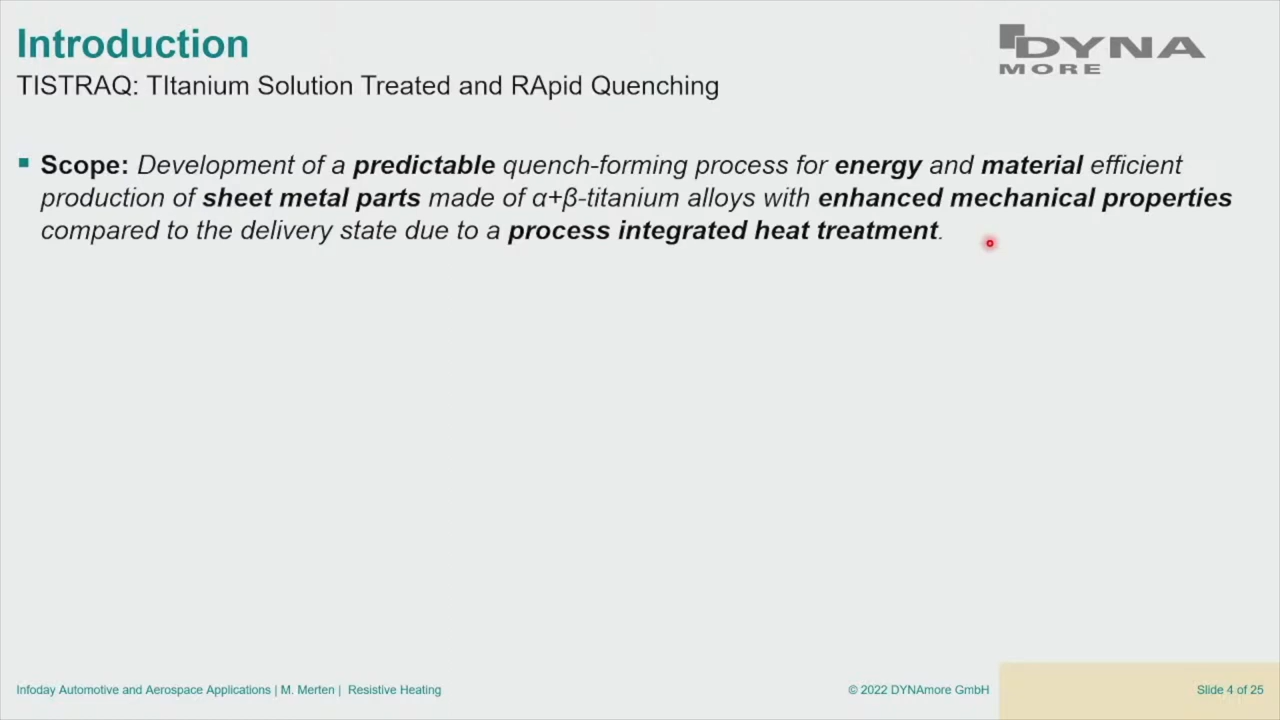 Introduction
DYNA
MORE
TISTRAQ: TItanium Solution Treated and RApid Quenching
Scope: Development of a predictable quench-forming process for energy and material efficient
production of sheet metal parts made of α+β-titanium alloys with enhanced mechanical properties
compared to the delivery state due to a process integrated heat treatment.
Infoday Automotive and Aerospace Applications | M. Merten | Resistive Heating
© 2022 DYNAmore GmbH
Slide 4 of 25